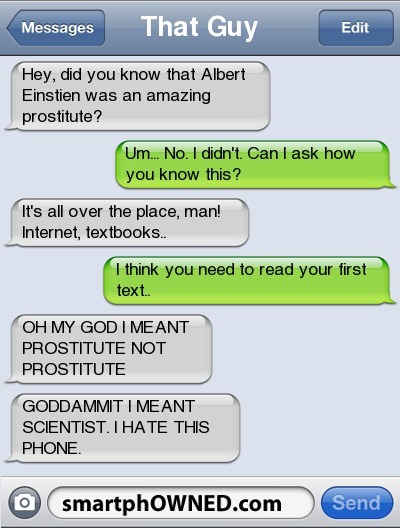 Messages
That Guy
Edit
Hey, did you know that Albert
Einstien was an amazing
prostitute?
Um... No. I didn't. Can I ask how
you know this?
It's all over the place, man!
Internet, textbooks..
I think you need to read your first
text..
OH MY GOD I MEANT
PROSTITUTE NOT
PROSTITUTE
GODDAMMIT I MEANT
SCIENTIST. I HATE THIS
PHONE.
smartphOWNED.com
Send